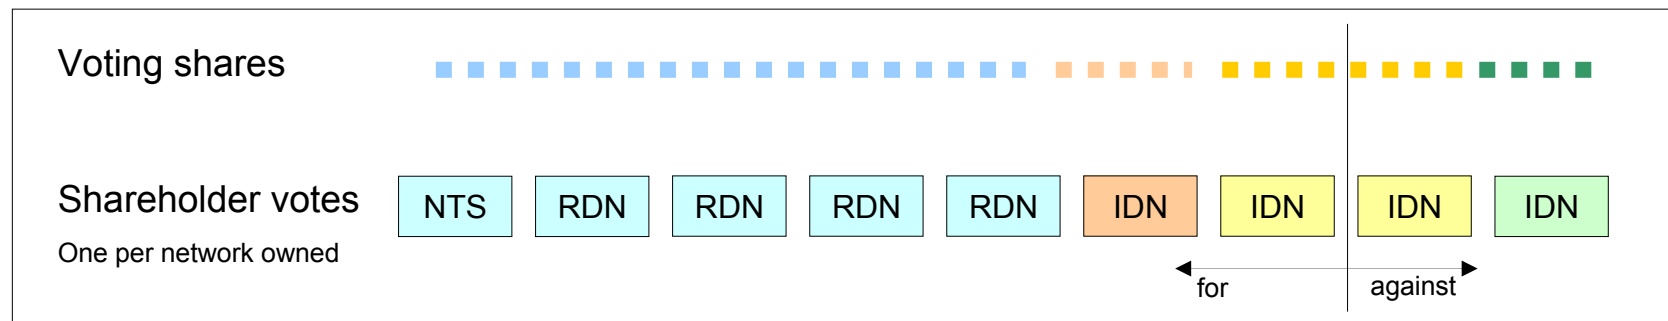 Voting shares
Shareholder votes
NTS RDN RDN RDN RDN IDN IDN IDN IDN
One per network owned
for against